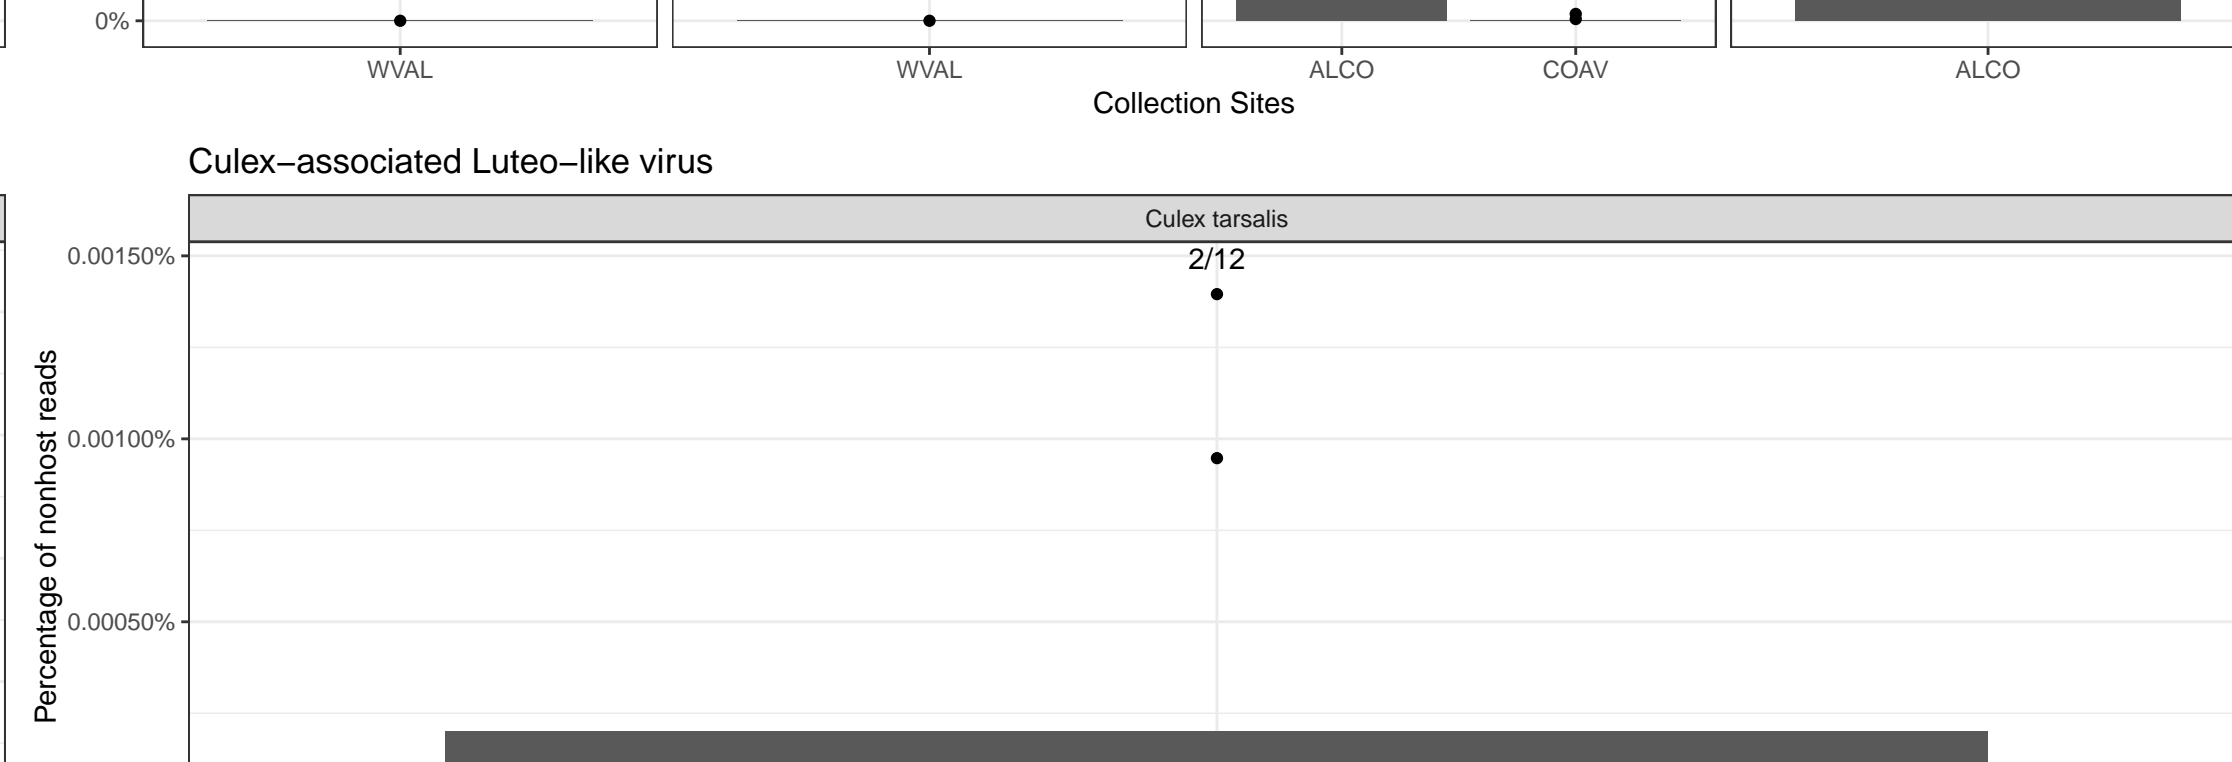 0%
WVAL
WVAL
ALCO
COAV
ALCO
Collection Sites
Culex−associated Luteo−like virus
Culex tarsalis
2/12
0.00150%
0.00100%
0.00050%
Percentage of nonhost reads